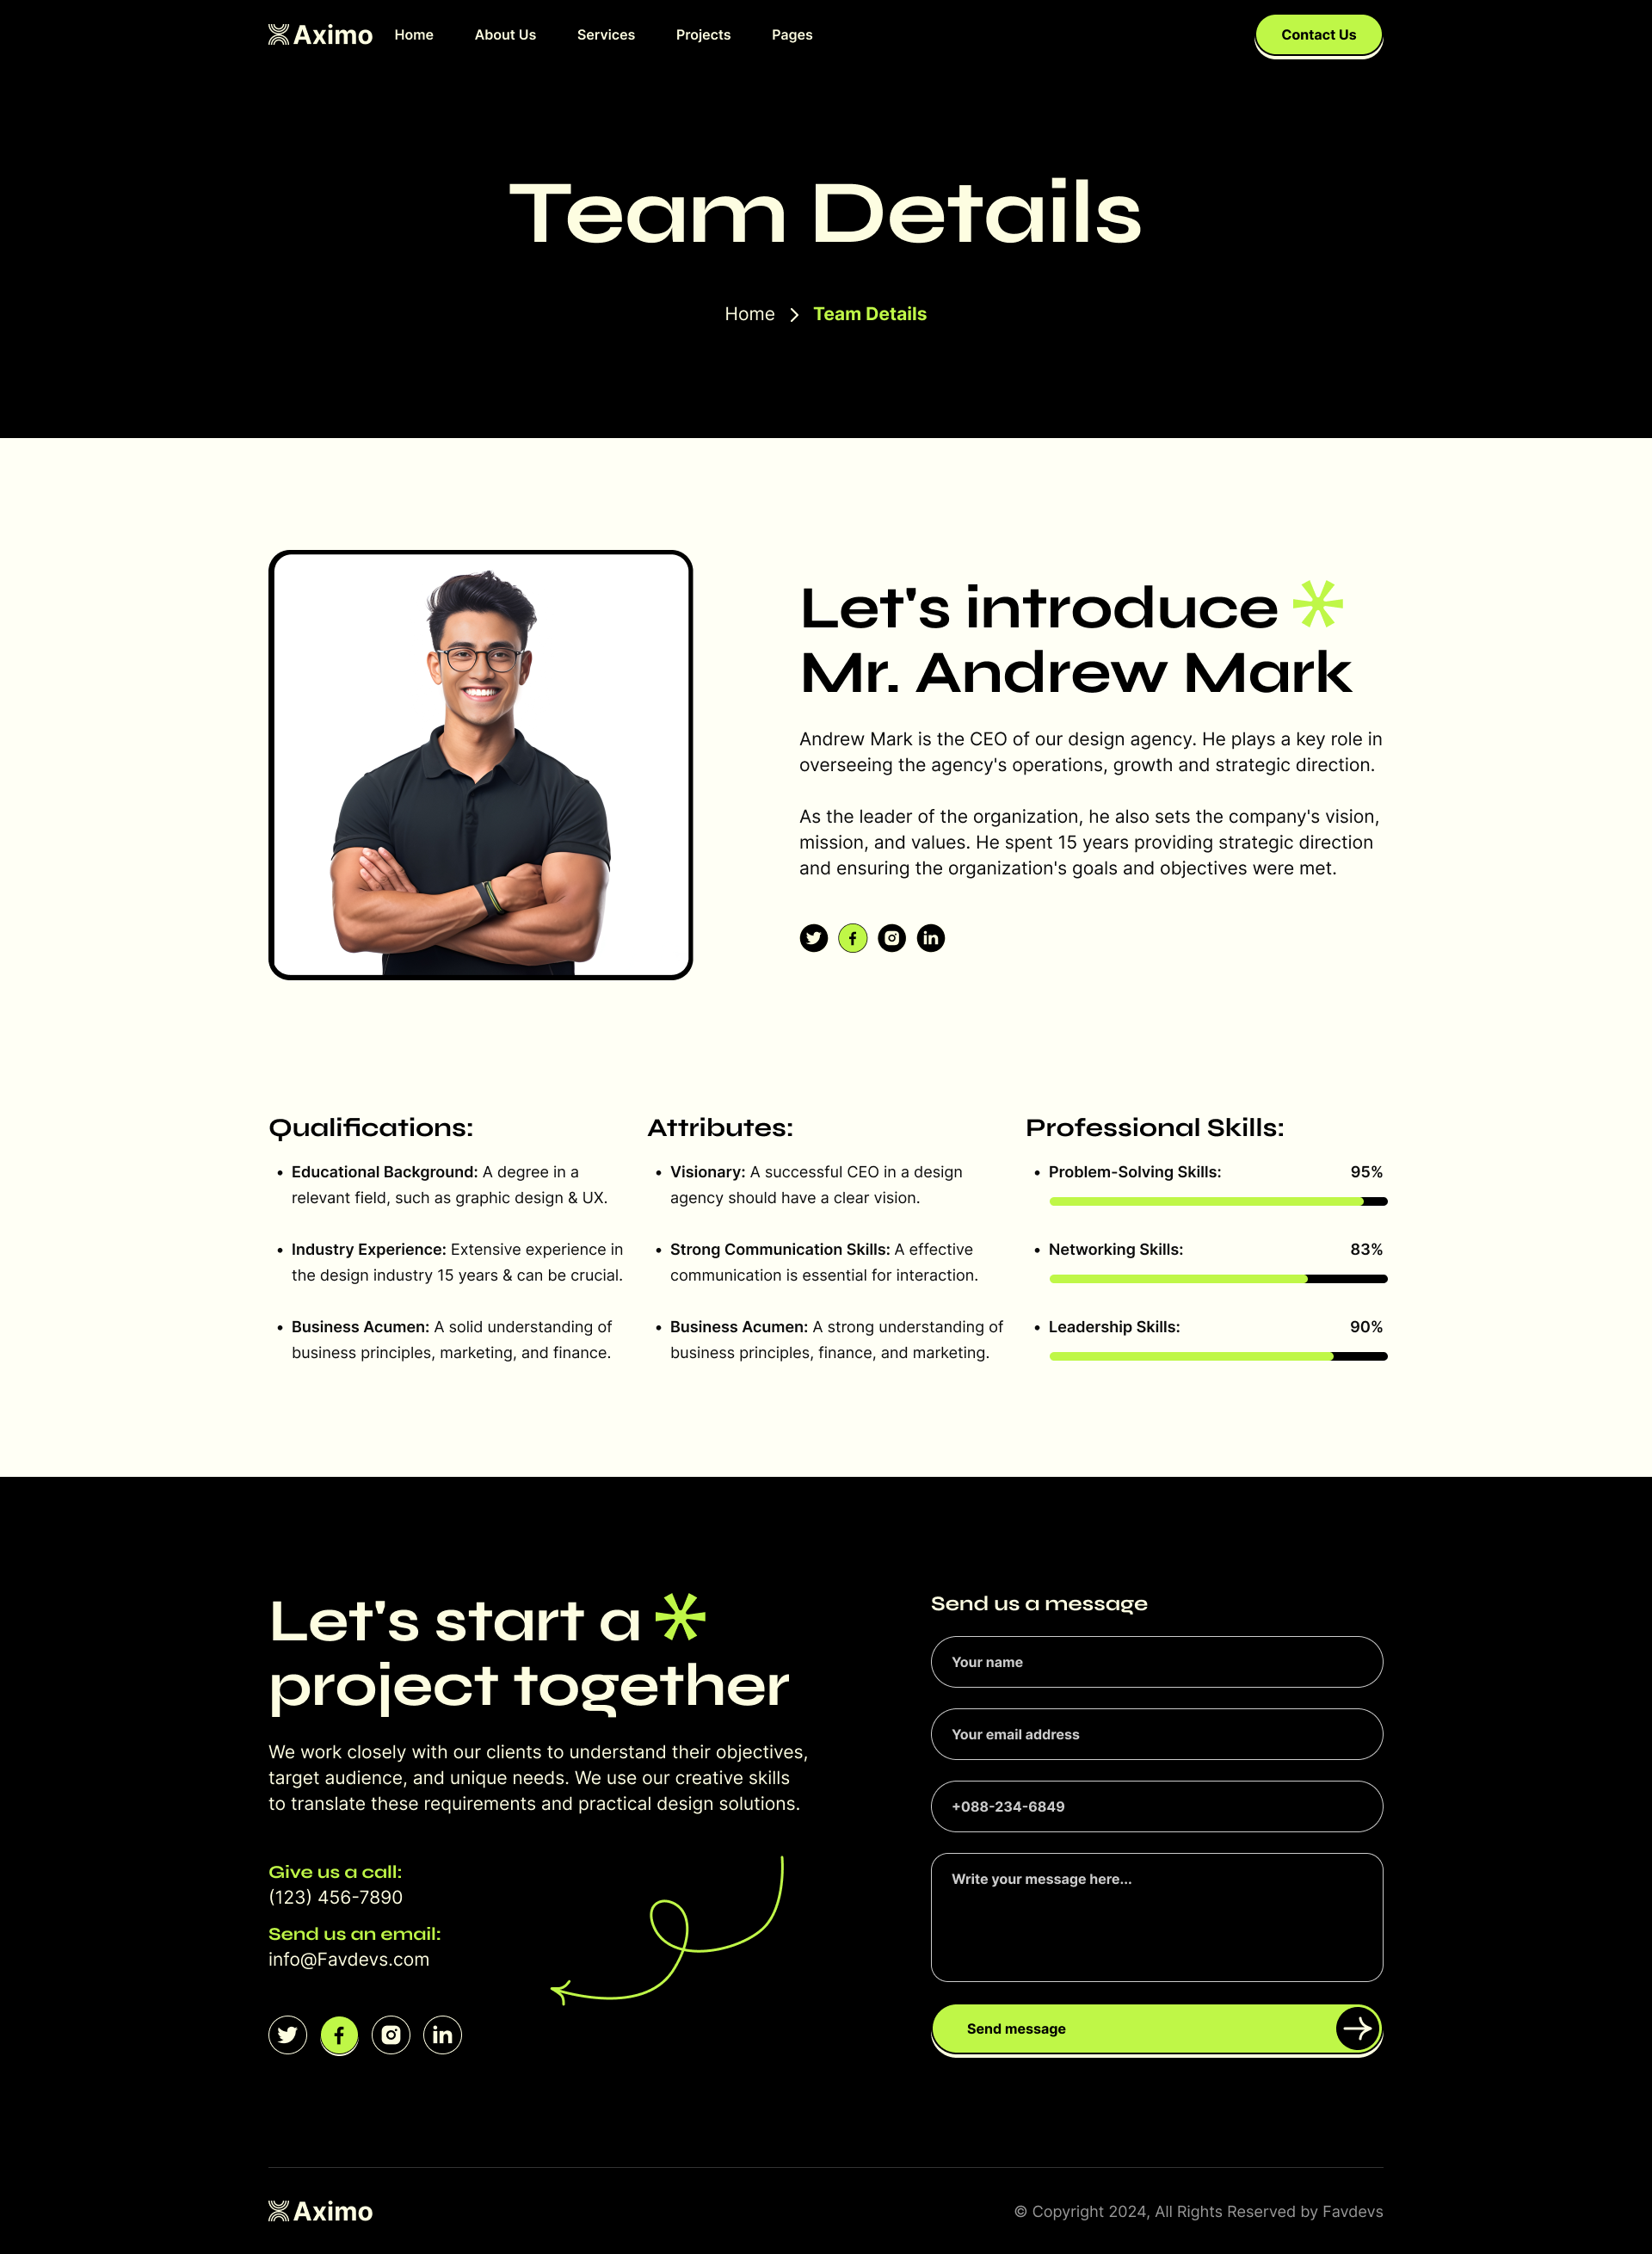 Aximo
Home
About Us
Services
Projects
Pages
Contact Us
Team Details
Home
Team Details
Let's introduce
Mr. Andrew Mark
Andrew Mark is the CEO of our design agency. He plays a key role in
overseeing the agency's operations, growth and strategic direction.
As the leader of the organization, he also sets the company's vision,
mission, and values. He spent 15 years providing strategic direction
and ensuring the organization's goals and objectives were met.
Qualifications:
• Educational Background: A degree in a
relevant field, such as graphic design & UX.
• Industry Experience: Extensive experience in
the design industry 15 years & can be crucial.
• Business Acumen: A solid understanding of
business principles, marketing, and finance.
Attributes:
• Visionary: A successful CEO in a design
agency should have a clear vision.
• Strong Communication Skills: A effective
communication is essential for interaction.
• Business Acumen: A strong understanding of
business principles, finance, and marketing.
Professional Skills:
• Problem-Solving Skills: 95%
• Networking Skills: 83%
• Leadership Skills: 90%
Let's start a
project together
We work closely with our clients to understand their objectives,
target audience, and unique needs. We use our creative skills
to translate these requirements and practical design solutions.
Give us a call:
(123) 456-7890
Send us an email:
info@Favdevs.com
Send us a message
Your name
Your email address
+088-234-6849
Write your message here...
Send message
Aximo
© Copyright 2024, All Rights Reserved by Favdevs